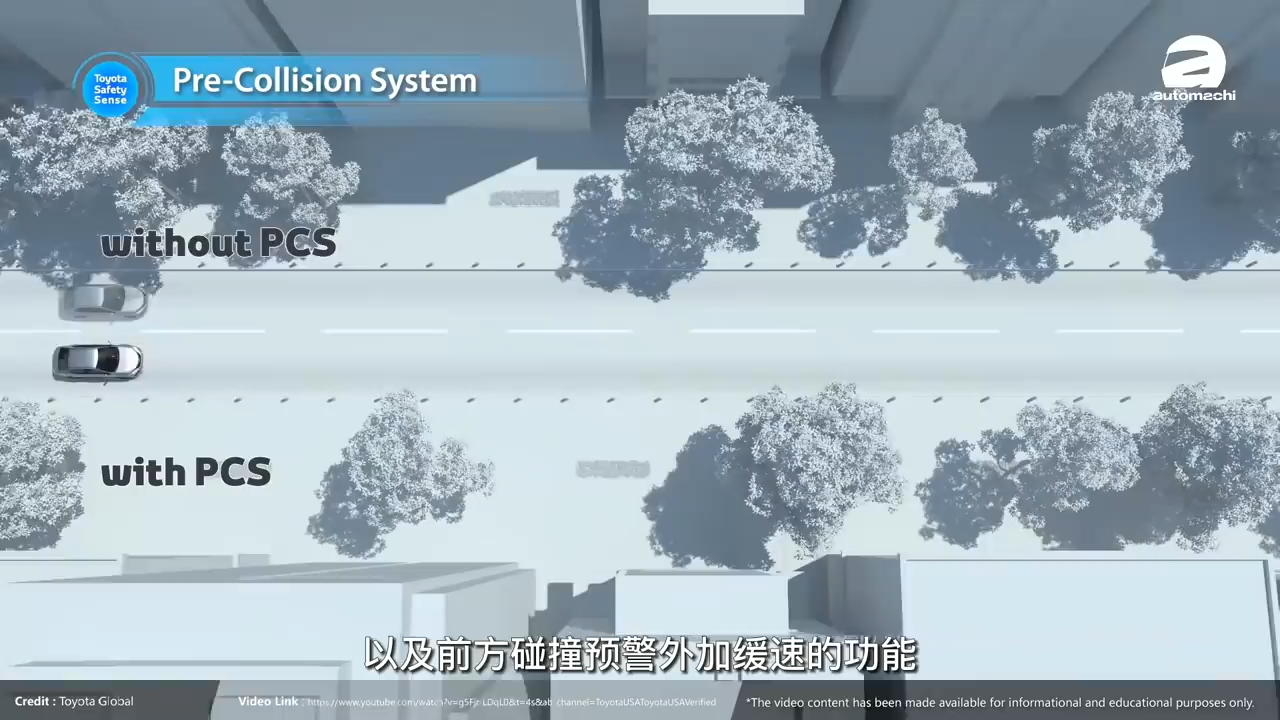 Toyota
Safety
Sense
Pre-Collision System
automachi
without PCS
with PCS
以及前方碰撞预警外加缓速的功能
Credit : Toyota Global
Video Link :
*The video content has been made available for informational and educational purposes only.